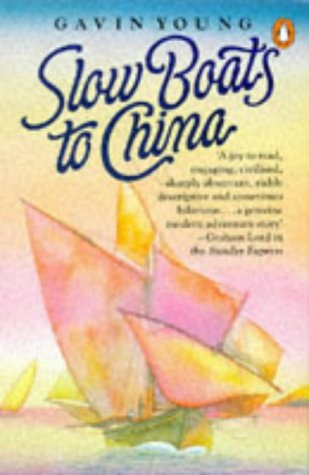 GAVIN YOUNG
Slow Boats
to China
'A joy to read,
engaging, civilised,
sharply observant, richly
descriptive and sometimes
hilarious . . . a genuine
modern adventure story'
—Graham Lord in
the Sunday Express